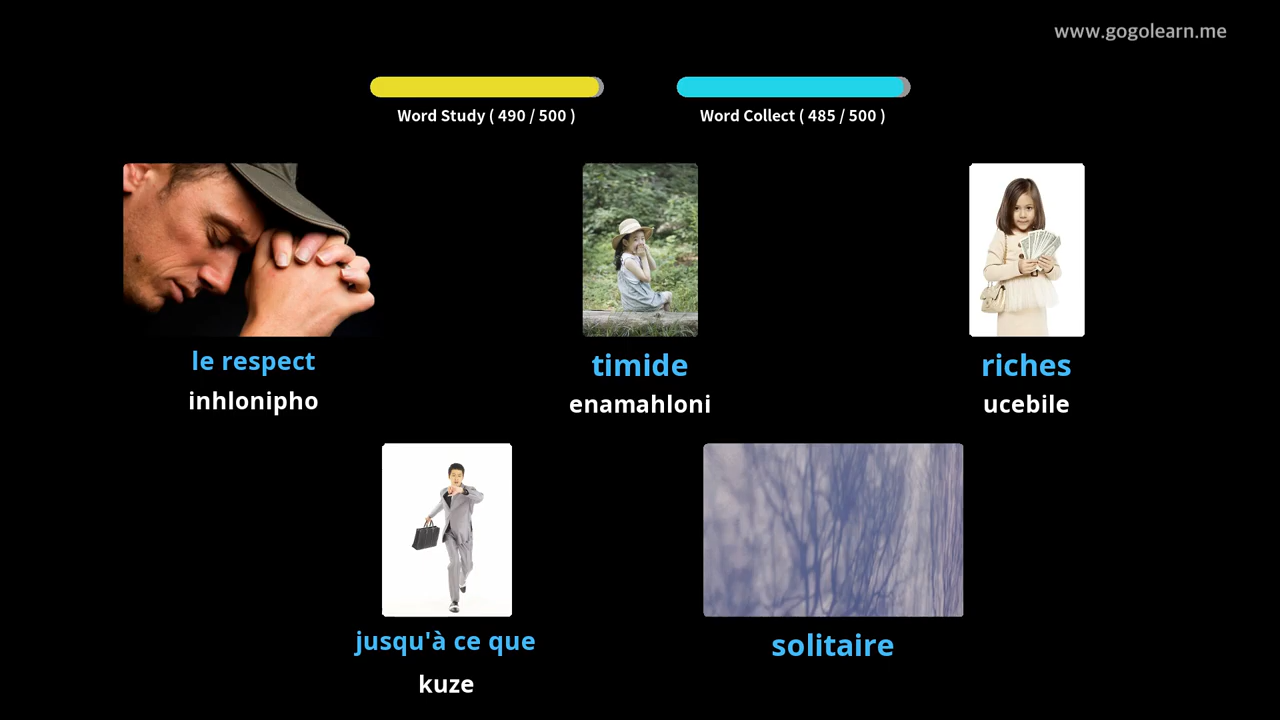 www.gogolearn.me
Word Study ( 490 / 500 )
Word Collect ( 485 / 500 )
le respect
inhlonipho
timide
enamahloni
riches
ucebile
jusqu'à ce que
kuze
solitaire